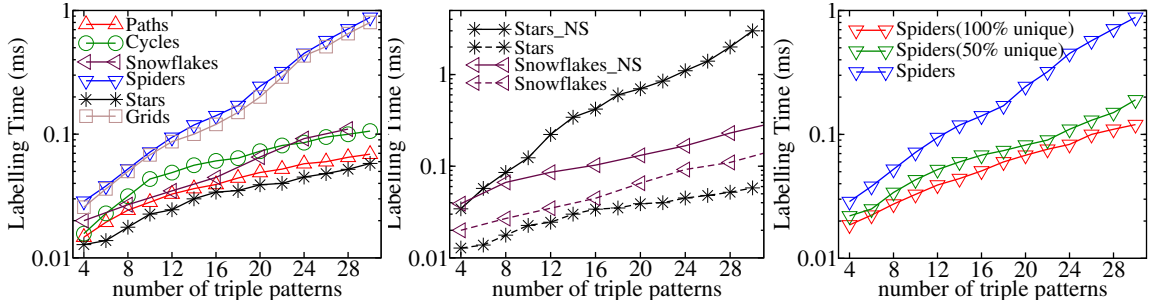 Labelling Time (ms)
1
0.1
0.01
Paths
Cycles
Snowflakes
Spiders
Stars
Grids
4 8 12 16 20 24 28
number of triple patterns
Labelling Time (ms)
1
0.1
0.01
Stars_NS
Stars
Snowflakes_NS
Snowflakes
4 8 12 16 20 24 28
number of triple patterns
Labelling Time (ms)
1
0.1
0.01
Spiders(100% unique)
Spiders(50% unique)
Spiders
4 8 12 16 20 24 28
number of triple patterns